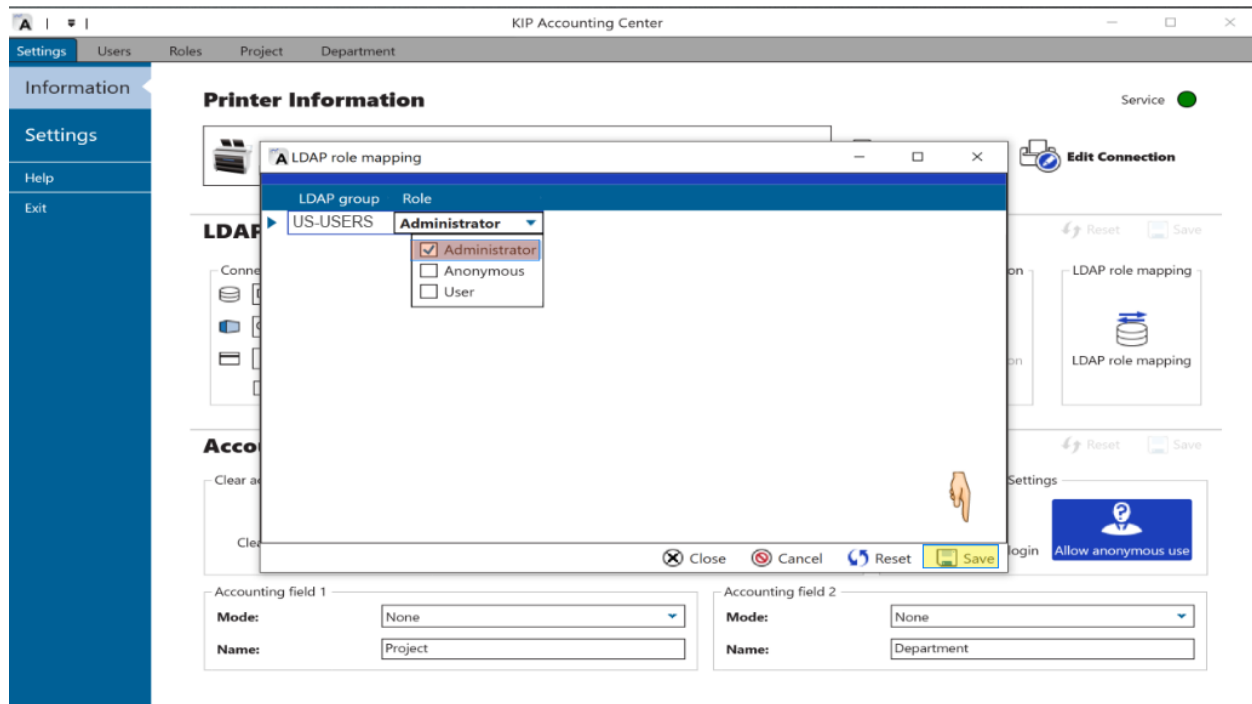 KIP Accounting Center
Settings Users Roles Project Department
Information
Settings
Help
Exit
Printer Information
Service
Edit Connection
LDAP role mapping
LDAP group Role
US-USERS Administrator
Administrator
Anonymous
User
Reset Save
LDAP role mapping
LDAP role mapping
Reset Save
Settings
login
Allow anonymous use
Close Cancel Reset Save
Accounting field 1
Mode: None
Name: Project
Accounting field 2
Mode: None
Name: Department